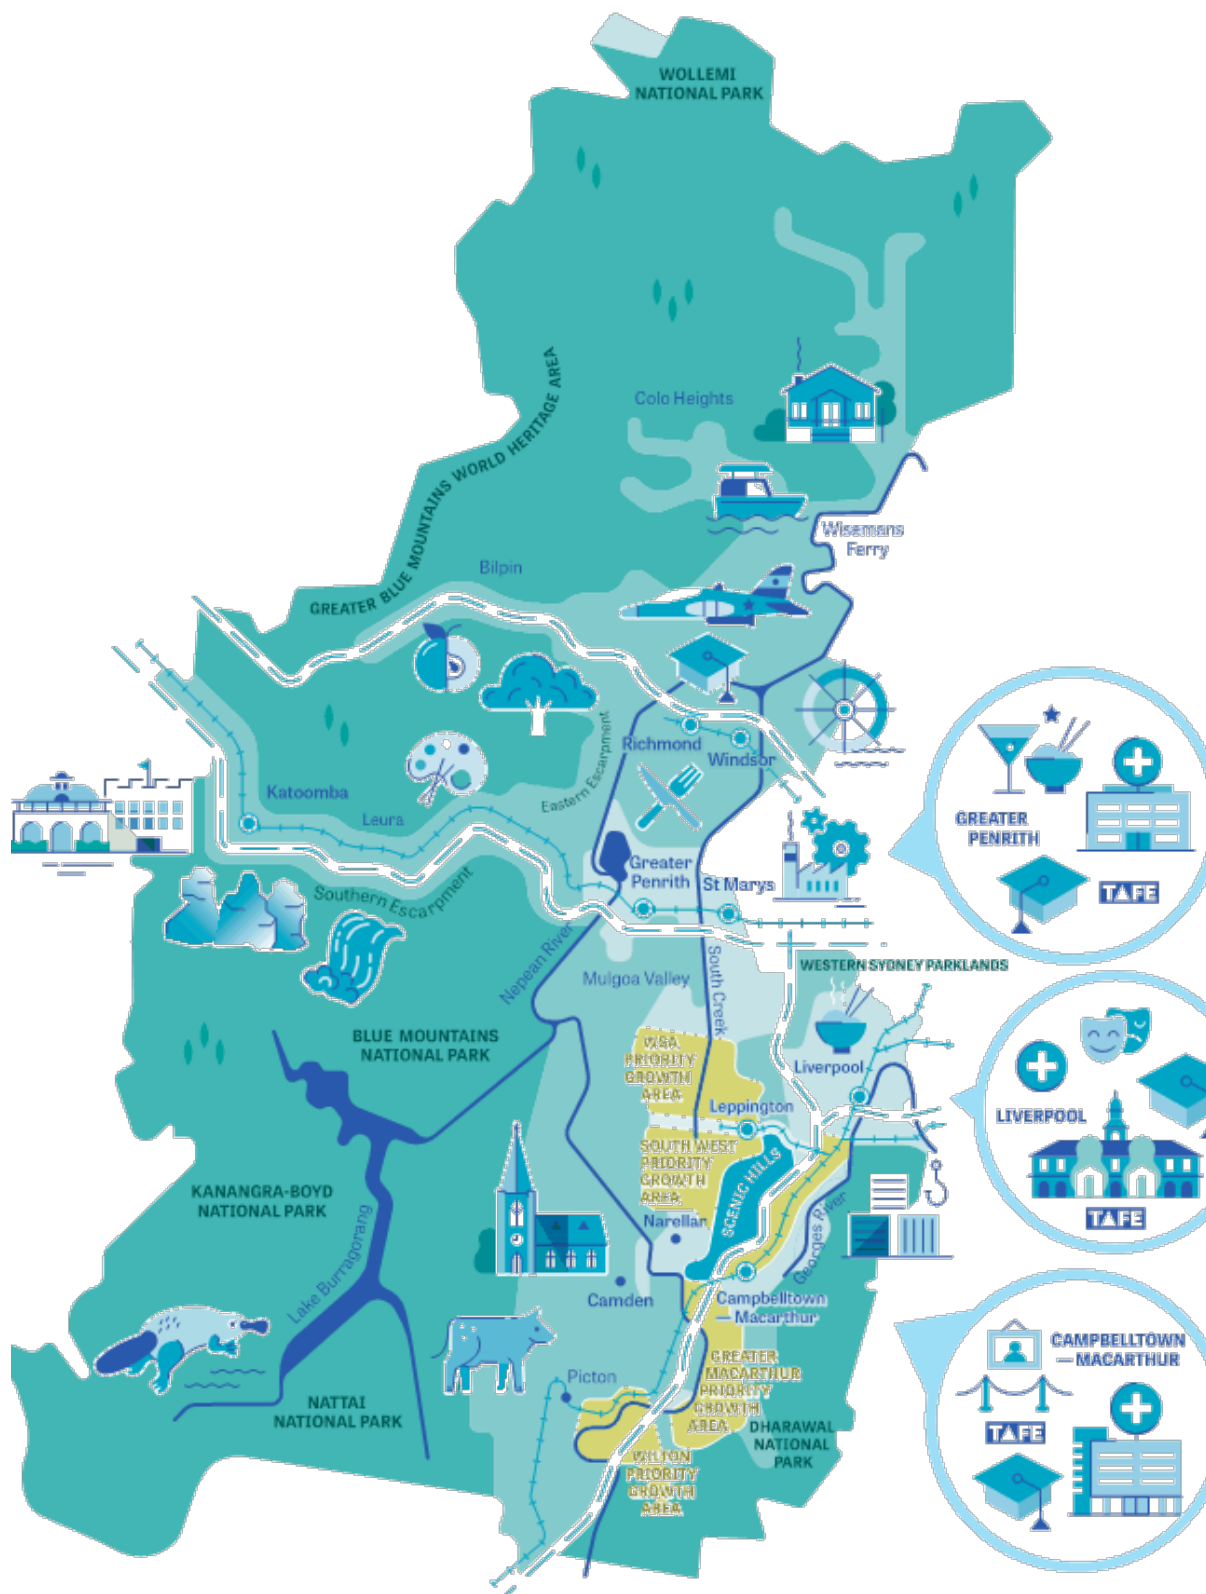 WOLLEMI
NATIONAL PARK
Colo Heights
GREATER BLUE MOUNTAINS WORLD HERITAGE AREA
Wisemans
Ferry
Bilpin
Eastern Escarpment
Richmond
Windsor
Katoomba
Leura
GREATER
PENRITH
TAFE
Greater
Penrith
St Marys
Southern Escarpment
Nepean River
Mulgoa Valley
South Creek
WESTERN SYDNEY PARKLANDS
BLUE MOUNTAINS
NATIONAL PARK
WSA
PRIORITY
GROWTH
AREA
Liverpool
Leppington
LIVERPOOL
TAFE
SOUTH WEST
PRIORITY
GROWTH
AREA
SCENIC HILLS
KANANGRA-BOYD
NATIONAL PARK
Narellan
Georges River
Lake Burragorang
Camden
Campbelltown
— Macarthur
CAMPBELLTOWN
— MACARTHUR
TAFE
Picton
GREATER
MACARTHUR
PRIORITY
GROWTH
AREA
NATTAI
NATIONAL PARK
DHARAWAL
NATIONAL
PARK
WILTON
PRIORITY
GROWTH
AREA